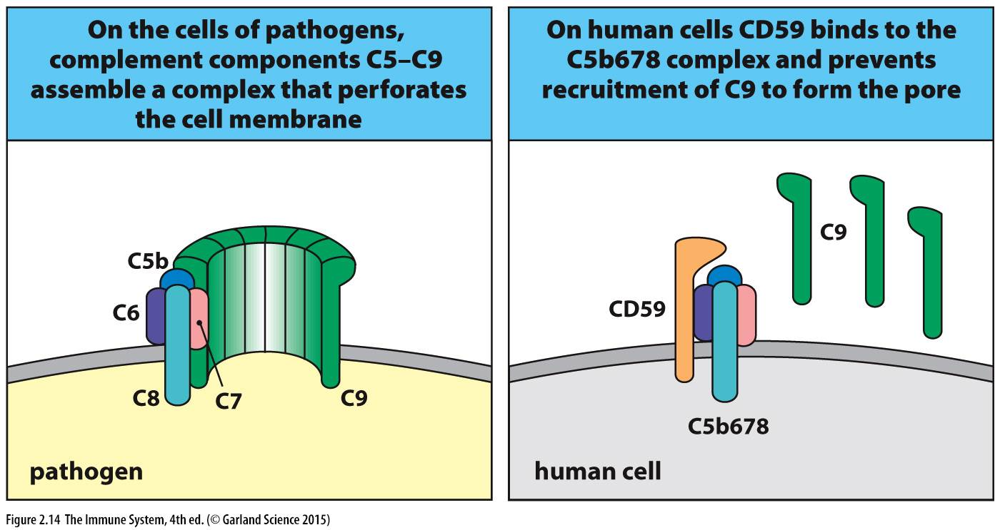 On the cells of pathogens,
complement components C5–C9
assemble a complex that perforates
the cell membrane
C5b
C6
C8
C7
C9
pathogen
On human cells CD59 binds to the
C5b678 complex and prevents
recruitment of C9 to form the pore
C9
CD59
C5b678
human cell
Figure 2.14 The Immune System, 4th ed. (© Garland Science 2015)